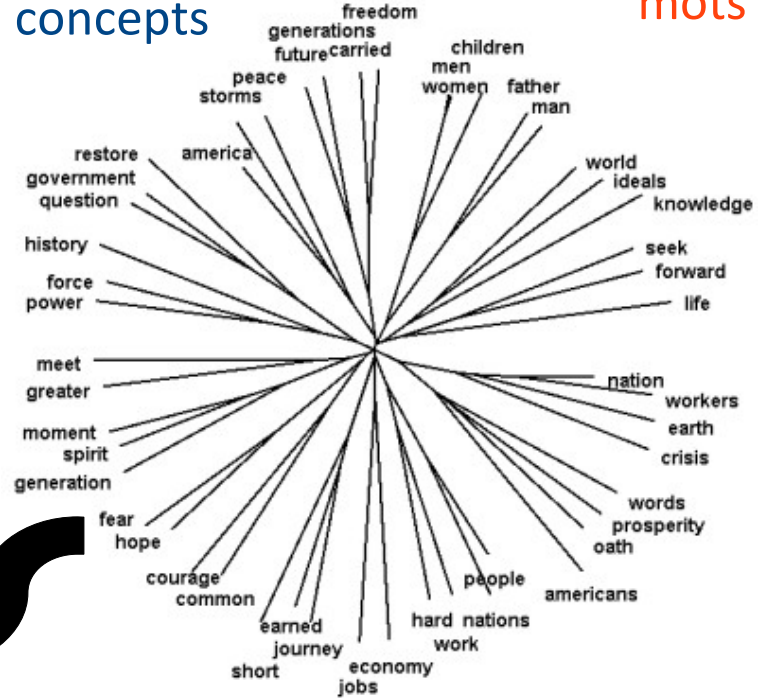 concepts
mots
freedom
generations
future carried
peace
storms
america
restore
government
question
history
force
power
meet
greater
moment
spirit
generation
fear
hope
courage
common
earned
journey
short
economy
jobs
hard nations
work
people
americans
oath
prosperity
words
crisis
earth
workers
nation
life
forward
seek
knowledge
ideals
world
man
father
women
men
children